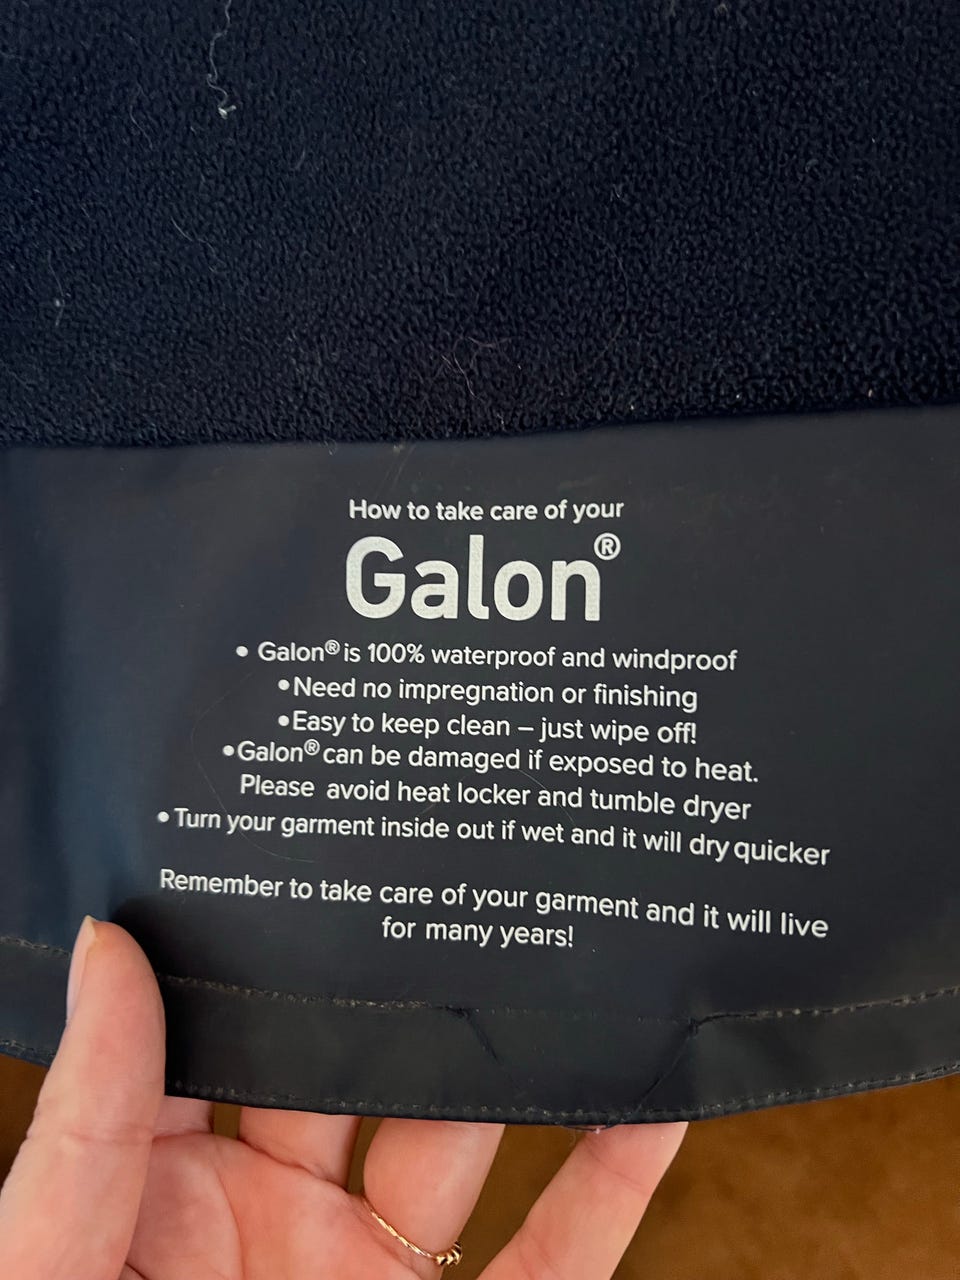 How to take care of your
Galon®
• Galon® is 100% waterproof and windproof
• Need no impregnation or finishing
• Easy to keep clean – just wipe off!
• Galon® can be damaged if exposed to heat.
Please avoid heat locker and tumble dryer
• Turn your garment inside out if wet and it will dry quicker
Remember to take care of your garment and it will live
for many years!